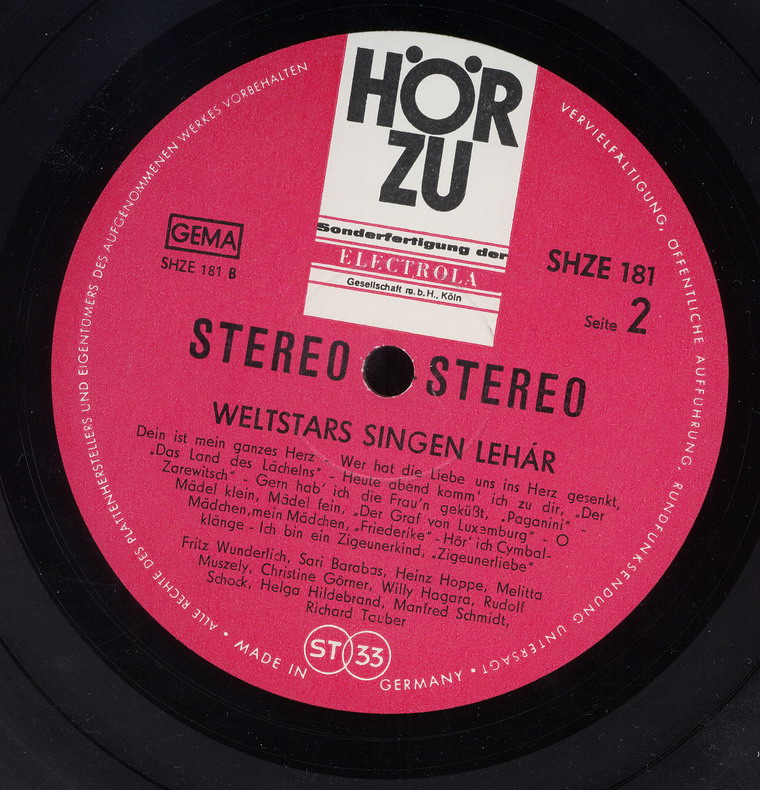 HÖR
ZU
Sonderfertigung der
ELECTROLA
Gesellschaft m.b.H., Köln
GEMA
SHZE 181 B
SHZE 181
Seite 2
STEREO STEREO
WELTSTARS SINGEN LEHÁR
Dein ist mein ganzes Herz - Wer hat die Liebe uns ins Herz gesenkt,
„Das Land des Lächelns" - Heute abend komm' ich zu dir, „Der
Zarewitsch" - Gern hab' ich die Frau'n geküßt, „Paganini" -
Mädel klein, Mädel fein, „Der Graf von Luxemburg" - O
Mädchen,mein Mädchen, „Friederike" - Hör' ich Cymbal-
klänge - Ich bin ein Zigeunerkind, „Zigeunerliebe"
Fritz Wunderlich, Sari Barabas, Heinz Hoppe, Melitta
Muszely, Christine Görner, Willy Hagara, Rudolf
Schock, Helga Hildebrand, Manfred Schmidt,
Richard Tauber
ST 33
MADE IN GERMANY • ALLE RECHTE DES PLATTENHERSTELLERS UND EIGENTÜMERS DES AUFGENOMMENEN WERKES VORBEHALTEN
VERVIELFÄLTIGUNG, ÖFFENTLICHE AUFFÜHRUNG, RUNDFUNKSENDUNG UNTERSAGT •